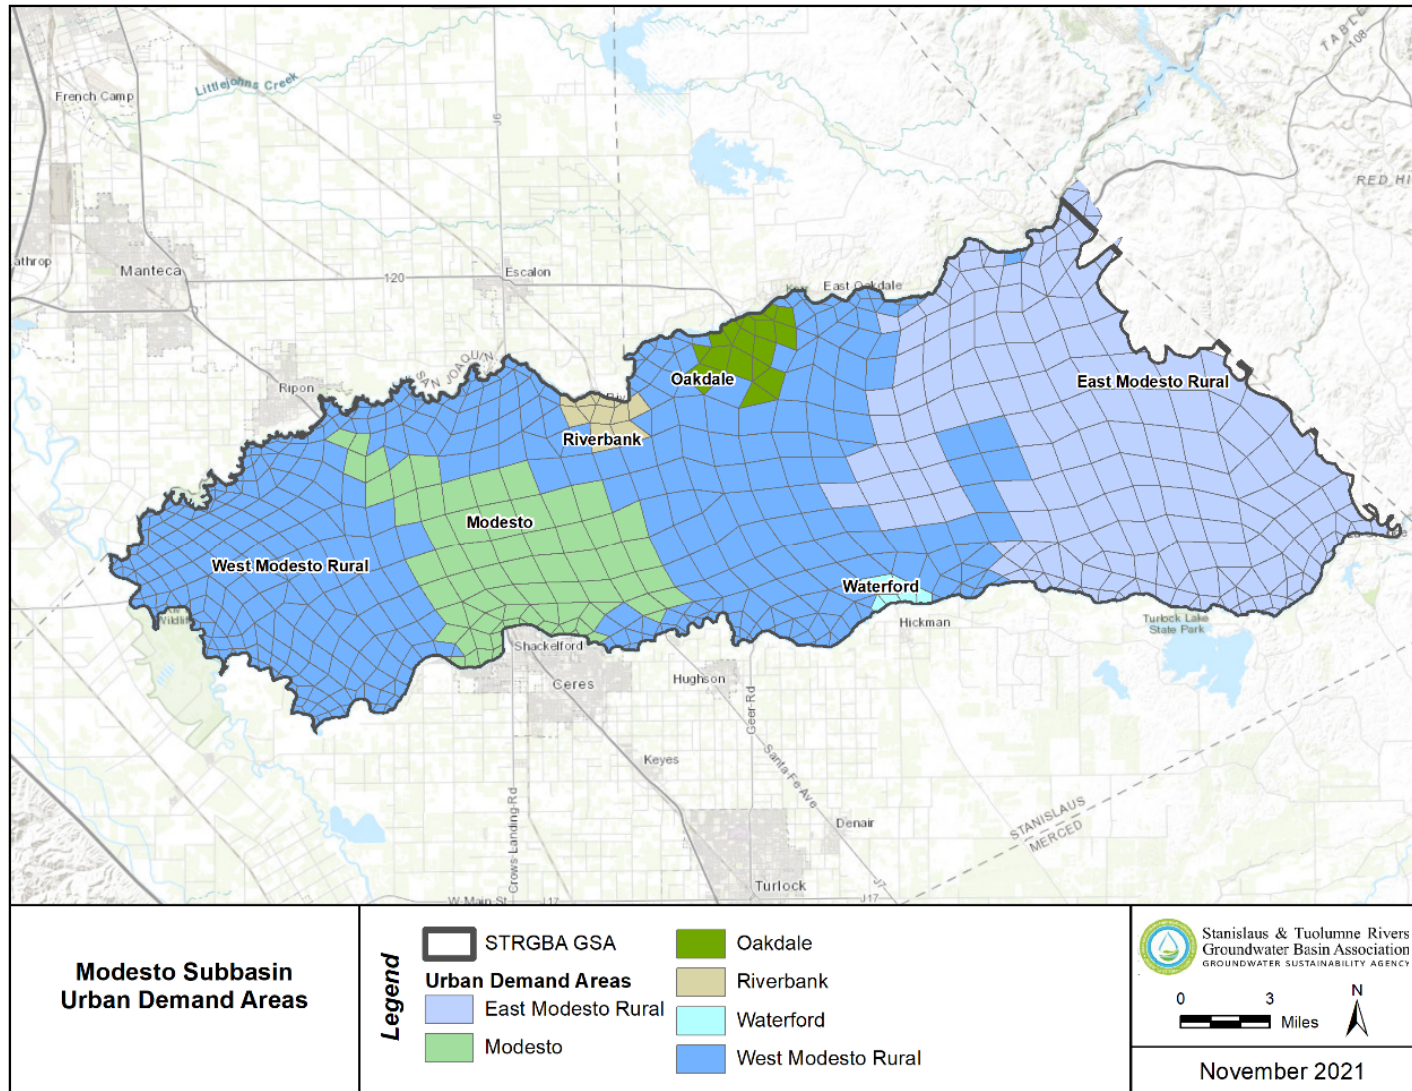 TABLE
108
Littlejohns Creek
French Camp
J6
RED HI
athrop
Manteca
120
Escalon
East Oakdale
SAN JOAQUIN
Ripon
Oakdale
East Modesto Rural
Riverbank
Modesto
West Modesto Rural
Waterford
Hickman
Turlock Lake
State Park
Wildlif
Shackelford
Ceres
Hughson
Geer Rd
Keyes
Santa Fe Ave
Crows Landing Rd
Denair
STANISLAUS
MERCED
Turlock
J7
W Main St
J17
J17
Modesto Subbasin
Urban Demand Areas
Legend
STRGBA GSA
Urban Demand Areas
East Modesto Rural
Modesto
Oakdale
Riverbank
Waterford
West Modesto Rural
Stanislaus & Tuolumne Rivers
Groundwater Basin Association
GROUNDWATER SUSTAINABILITY AGENCY
N
0 3
Miles
November 2021